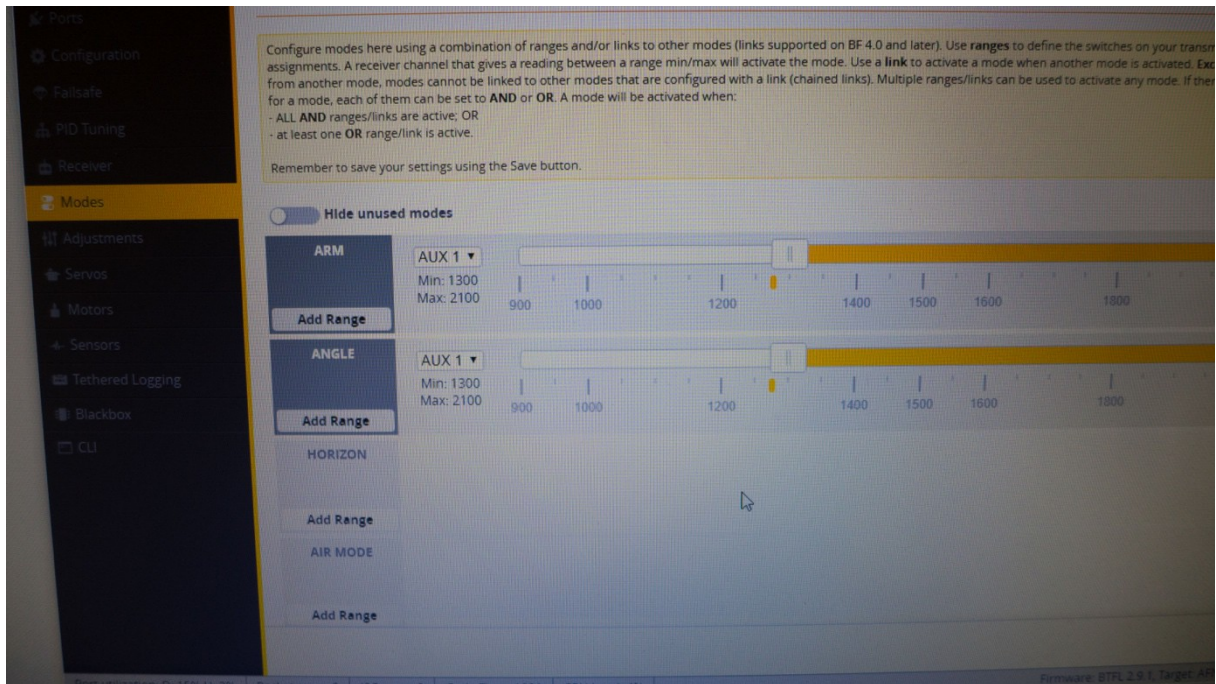 Ports
Configuration
Failsafe
PID Tuning
Receiver
Modes
Adjustments
Servos
Motors
Sensors
Tethered Logging
Blackbox
CLI
Configure modes here using a combination of ranges and/or links to other modes (links supported on BF 4.0 and later). Use ranges to define the switches on your transm
assignments. A receiver channel that gives a reading between a range min/max will activate the mode. Use a link to activate a mode when another mode is activated. Exc
from another mode, modes cannot be linked to other modes that are configured with a link (chained links). Multiple ranges/links can be used to activate any mode. If ther
for a mode, each of them can be set to AND or OR. A mode will be activated when:
- ALL AND ranges/links are active; OR
- at least one OR range/link is active.
Remember to save your settings using the Save button.
Hide unused modes
ARM
Add Range
AUX 1
Min: 1300
Max: 2100
900 1000 1200 1400 1500 1600 1800
ANGLE
Add Range
AUX 1
Min: 1300
Max: 2100
900 1000 1200 1400 1500 1600 1800
HORIZON
Add Range
AIR MODE
Add Range
Firmware: BTFL 2.9.1, Target: